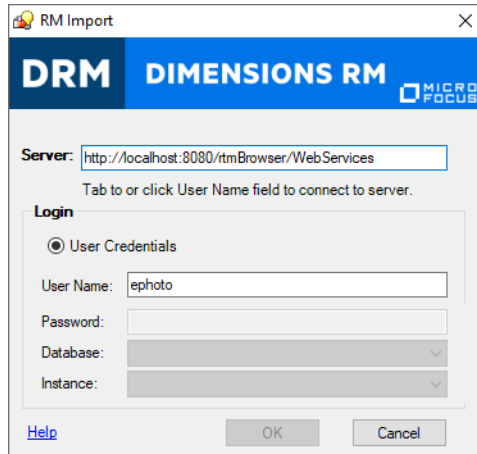 RM Import
DRM DIMENSIONS RM
MICRO
FOCUS
Server: http://localhost:8080/rtmBrowser/WebServices
Tab to or click User Name field to connect to server.
Login
User Credentials
User Name: ephoto
Password:
Database:
Instance:
Help OK Cancel